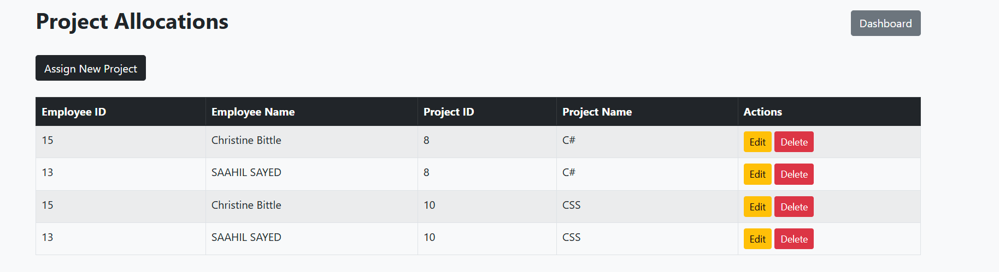 Project Allocations
Dashboard
Assign New Project
Employee ID Employee Name Project ID Project Name Actions
15 Christine Bittle 8 C# Edit Delete
13 SAAHIL SAYED 8 C# Edit Delete
15 Christine Bittle 10 CSS Edit Delete
13 SAAHIL SAYED 10 CSS Edit Delete